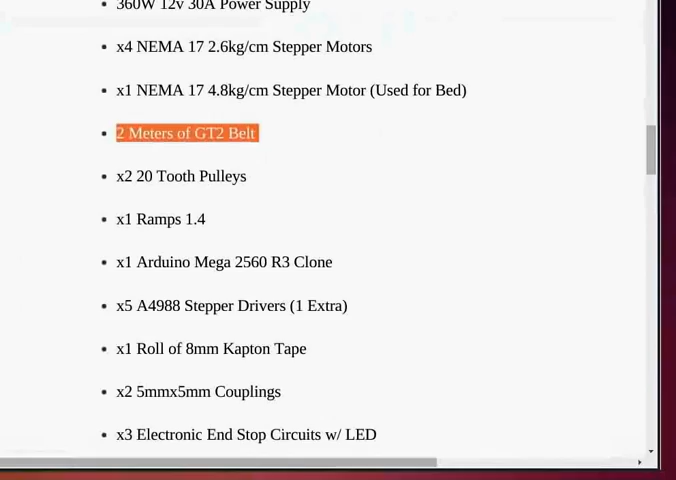 360W 12v 30A Power Supply
x4 NEMA 17 2.6kg/cm Stepper Motors
x1 NEMA 17 4.8kg/cm Stepper Motor (Used for Bed)
2 Meters of GT2 Belt
x2 20 Tooth Pulleys
x1 Ramps 1.4
x1 Arduino Mega 2560 R3 Clone
x5 A4988 Stepper Drivers (1 Extra)
x1 Roll of 8mm Kapton Tape
x2 5mmx5mm Couplings
x3 Electronic End Stop Circuits w/ LED